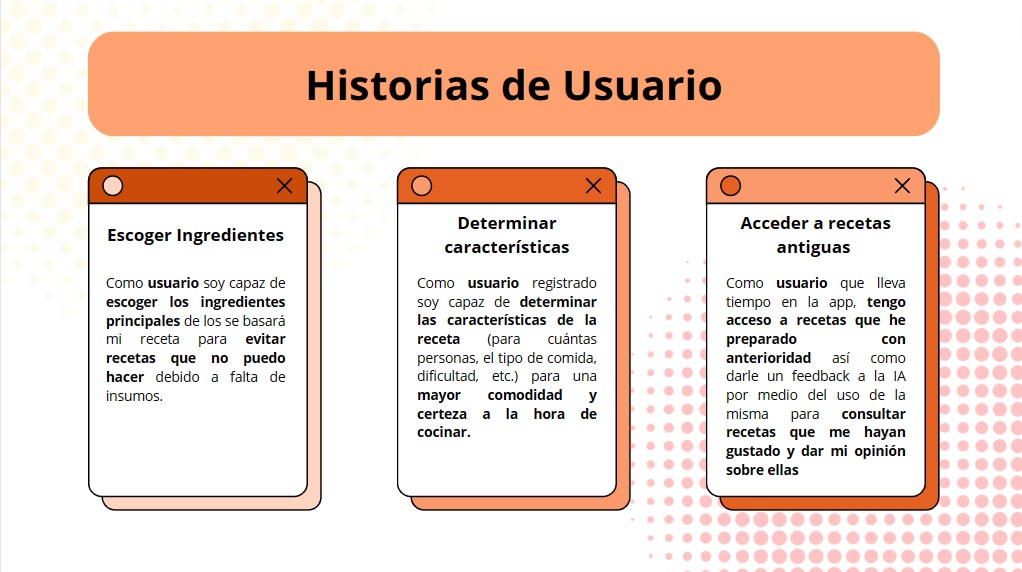 Historias de Usuario
Escoger Ingredientes
Como usuario soy capaz de
escoger los ingredientes
principales de los se basará
mi receta para evitar
recetas que no puedo
hacer debido a falta de
insumos.
Determinar
características
Como usuario registrado
soy capaz de determinar
las características de la
receta (para cuántas
personas, el tipo de comida,
dificultad, etc.) para una
mayor comodidad y
certeza a la hora de
cocinar.
Acceder a recetas
antiguas
Como usuario que lleva
tiempo en la app, tengo
acceso a recetas que he
preparado con
anterioridad así como
darle un feedback a la IA
por medio del uso de la
misma para consultar
recetas que me hayan
gustado y dar mi opinión
sobre ellas